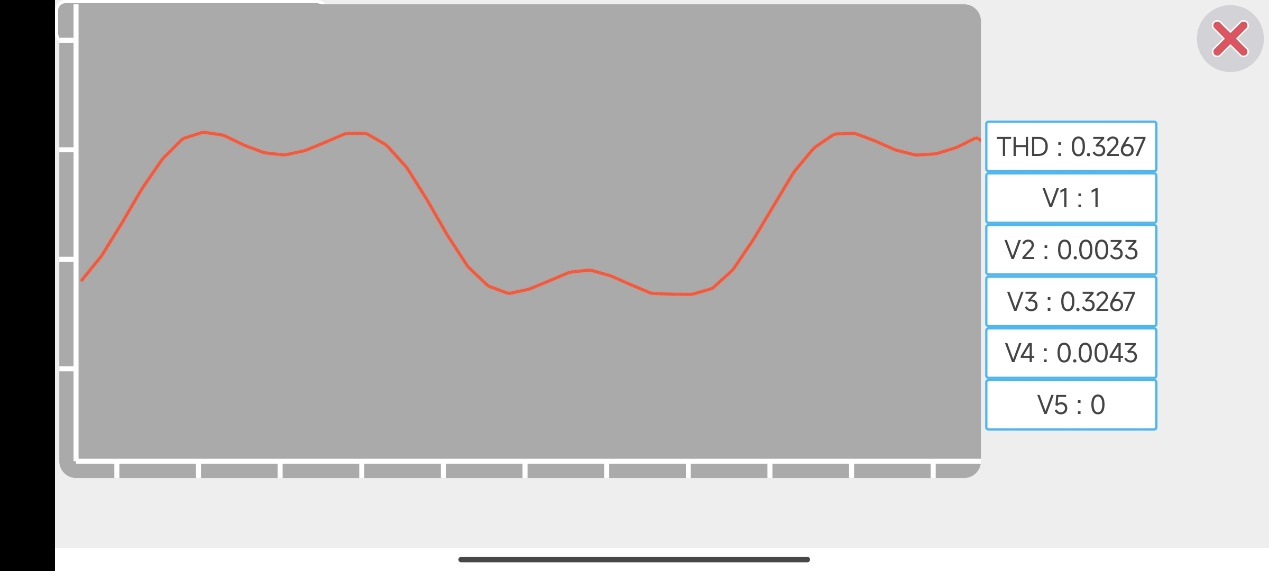 THD : 0.3267
V1 : 1
V2 : 0.0033
V3 : 0.3267
V4 : 0.0043
V5 : 0